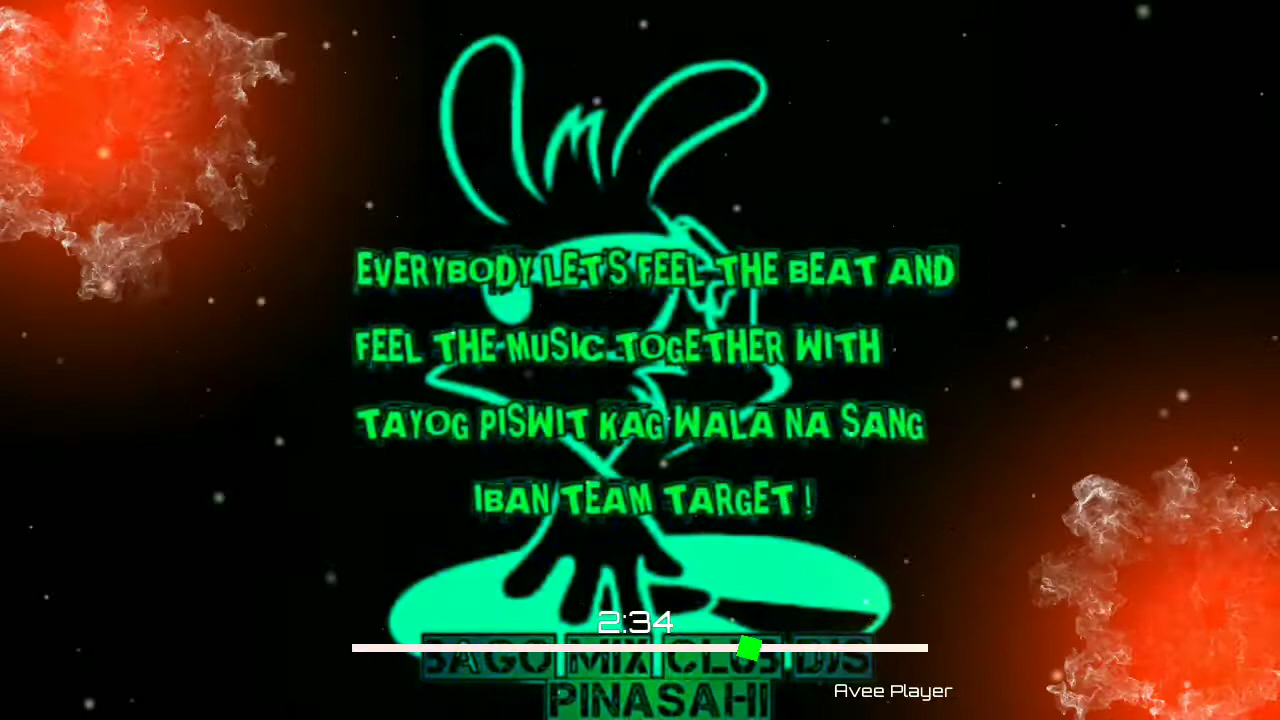 EVERYBODY LET'S FEEL THE BEAT AND
FEEL THE MUSIC TOGETHER WITH
TAYOG PISWIT KAG WALA NA SANG
IBAN TEAM TARGET !
2:34
BAGO MIX CLUB DJS
PINASAHI
Avee Player